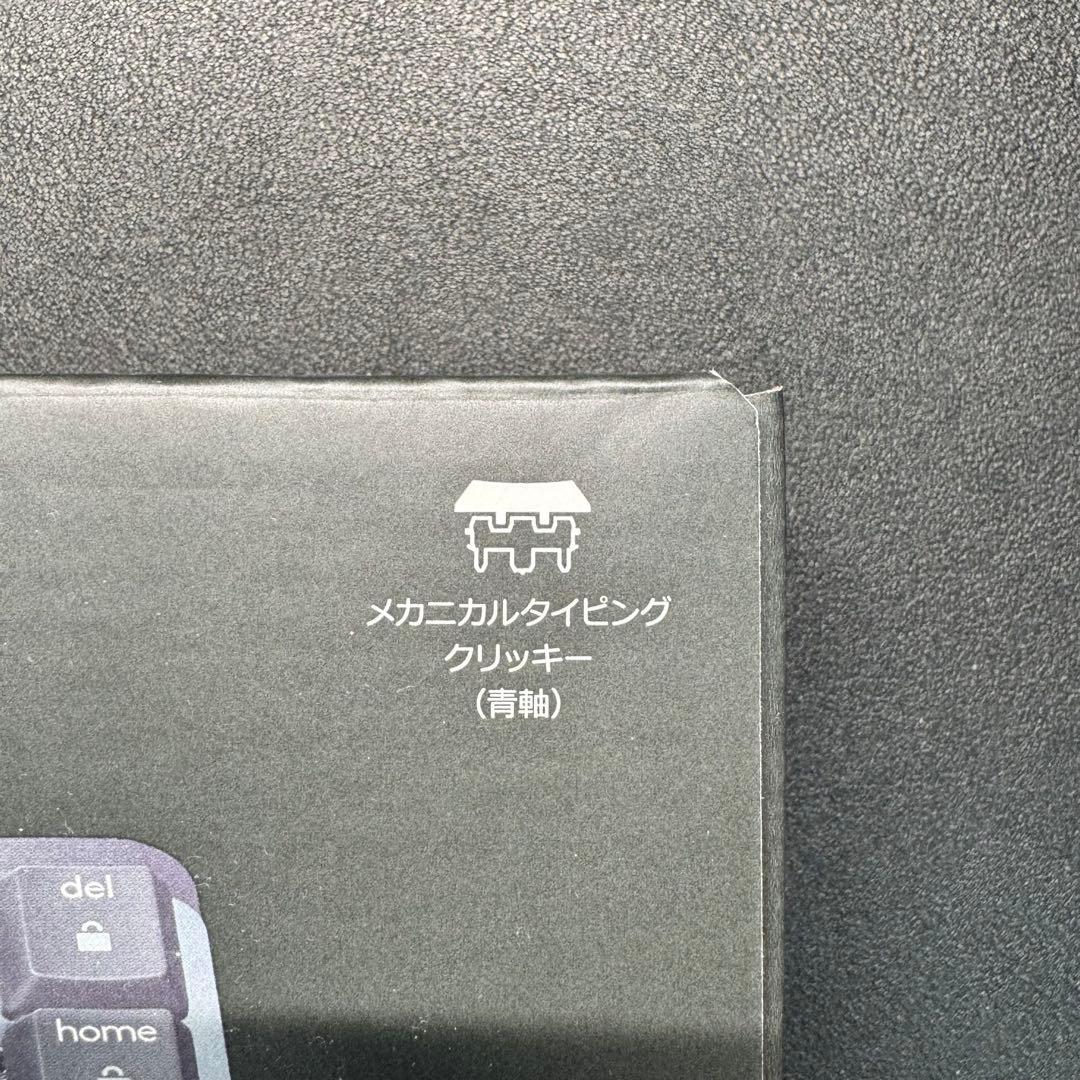 メカニカルタイピング
クリッキー
（青軸）
del
home